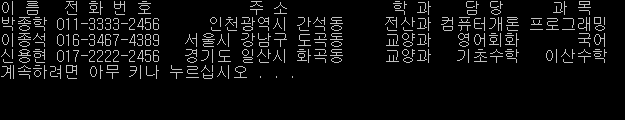 이 름 전 화 번 호 주 소 학 과 담 당 과 목
박종학 011-3333-2456 인천광역시 간석동 전산과 컴퓨터개론 프로그래밍
이종석 016-3467-4389 서울시 강남구 도곡동 교양과 영어회화 국어
신용현 017-2222-2456 경기도 일산시 화곡동 교양과 기초수학 이산수학
계속하려면 아무 키나 누르십시오 . . .